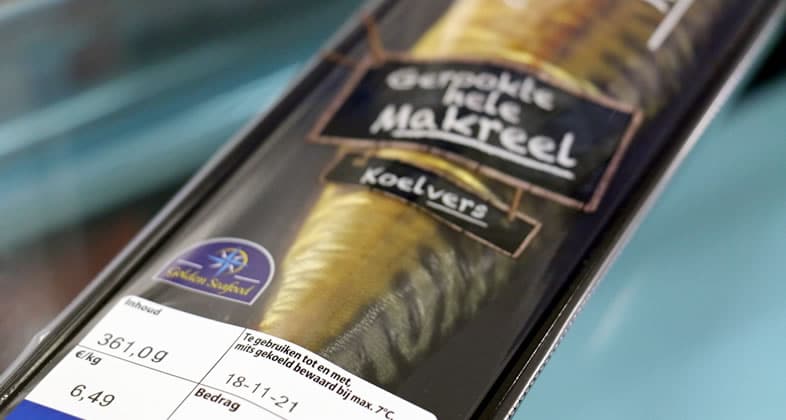 Gerookte
hele
Makreel
Koelvers
Golden Seafood
Inhoud
361,0g
Te gebruiken tot en met,
mits gekoeld bewaard bij max. 7°C.
18-11-21
€/kg
6,49
Bedrag